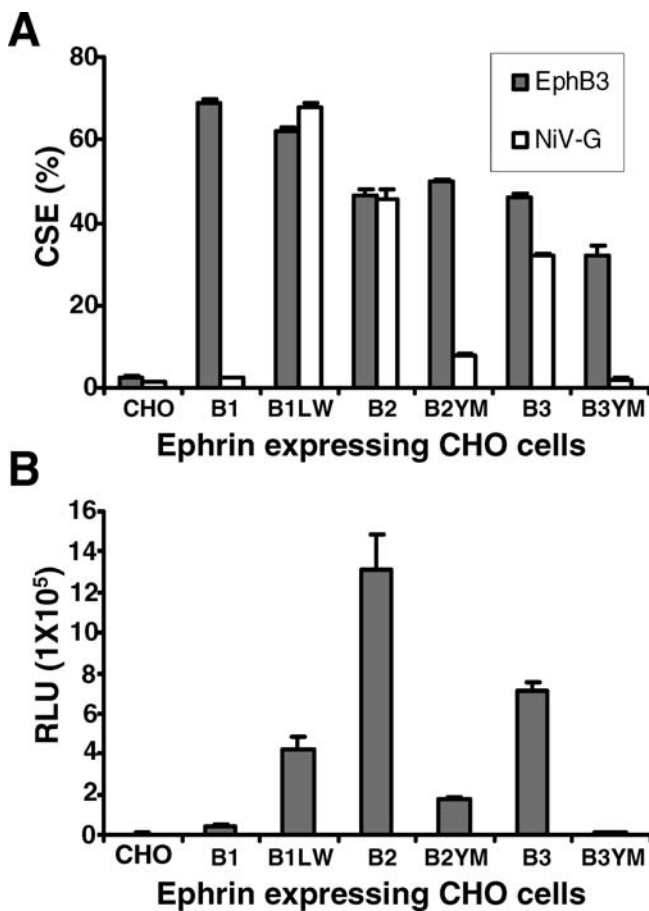 A
80
60
40
20
0
CSE (%)
EphB3
NiV-G
CHO B1 B1LW B2 B2YM B3 B3YM
Ephrin expressing CHO cells
B
16
14
12
10
8
6
4
2
0
RLU (1X10⁵)
CHO B1 B1LW B2 B2YM B3 B3YM
Ephrin expressing CHO cells